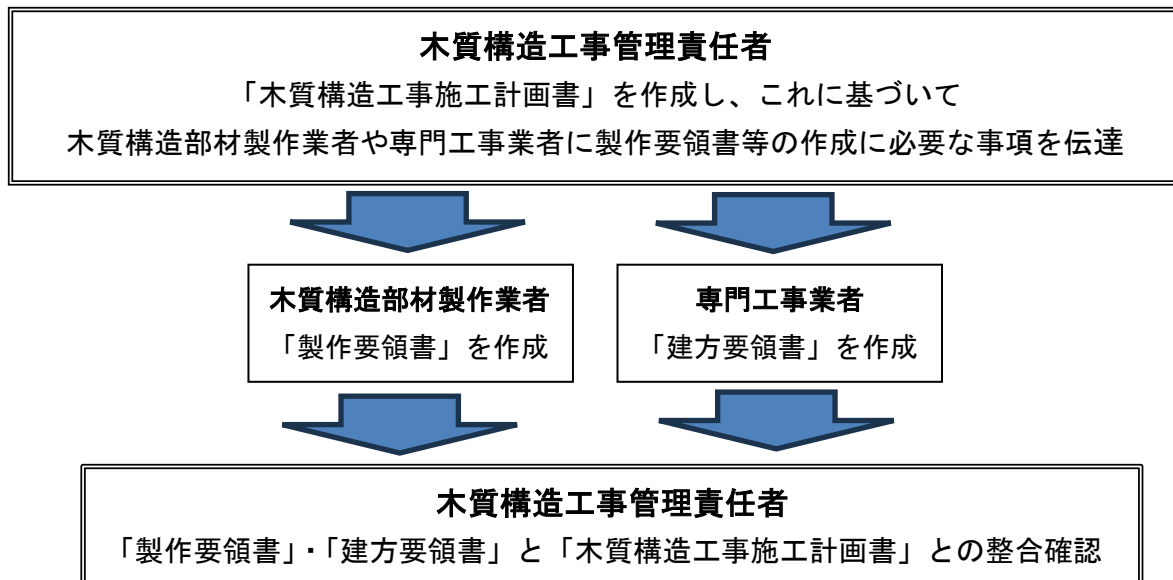 木質構造工事管理責任者
「木質構造工事施工計画書」を作成し、これに基づいて
木質構造部材製作業者や専門工事業者に製作要領書等の作成に必要な事項を伝達
木質構造部材製作業者
「製作要領書」を作成
専門工事業者
「建方要領書」を作成
木質構造工事管理責任者
「製作要領書」・「建方要領書」と「木質構造工事施工計画書」との整合確認